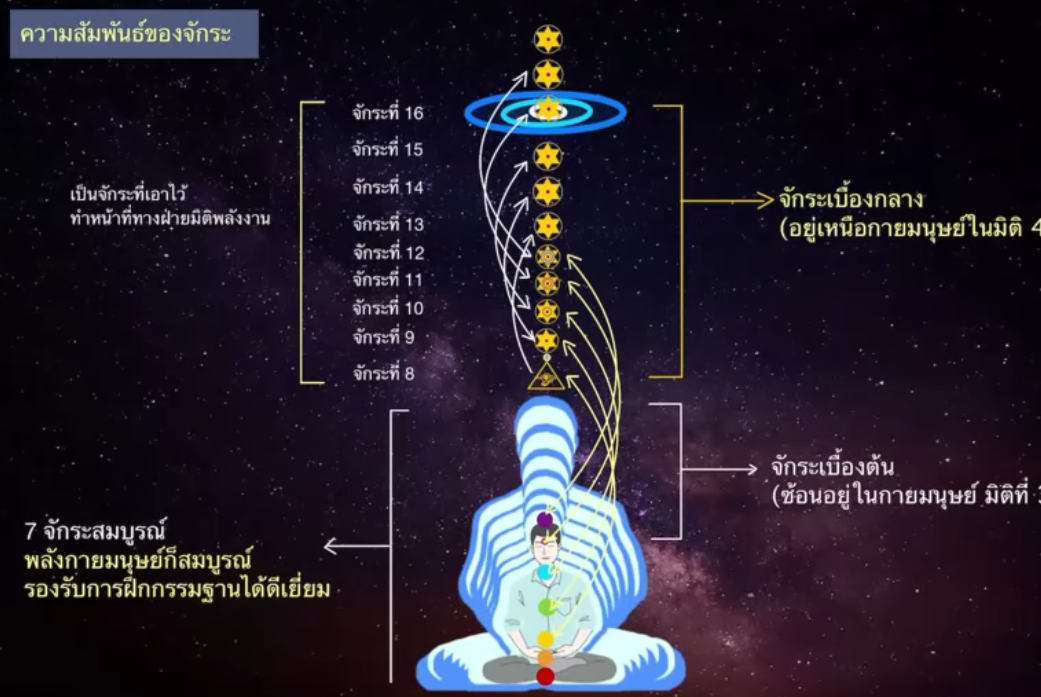 ความสัมพันธ์ของจักระ
จักระที่ 16
จักระที่ 15
จักระที่ 14
จักระที่ 13
จักระที่ 12
จักระที่ 11
จักระที่ 10
จักระที่ 9
จักระที่ 8
เป็นจักระที่เอาไว้
ทำหน้าที่ทางฝ่ายมิติพลังงาน
จักระเบื้องกลาง
(อยู่เหนือกายมนุษย์ในมิติ 4
จักระเบื้องต้น
(ซ้อนอยู่ในกายมนุษย์ มิติที่ 3
7 จักระสมบูรณ์
พลังกายมนุษย์ก็สมบูรณ์
รองรับการฝึกกรรมฐานได้ดีเยี่ยม